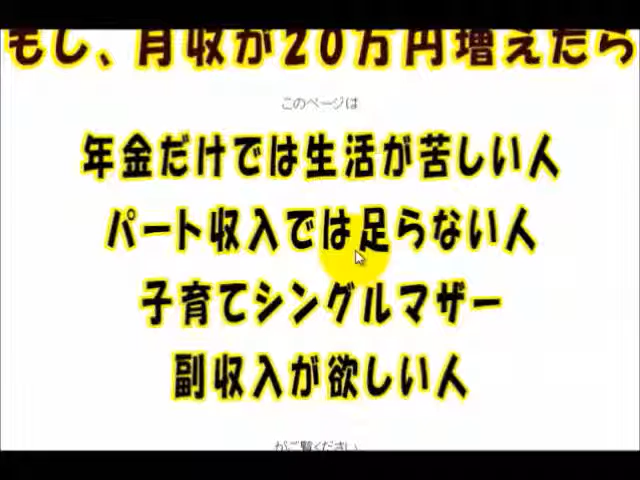 もし、月収が20万円増えたら
このページは
年金だけでは生活が苦しい人
パート収入では足らない人
子育てシングルマザー
副収入が欲しい人
がご覧ください